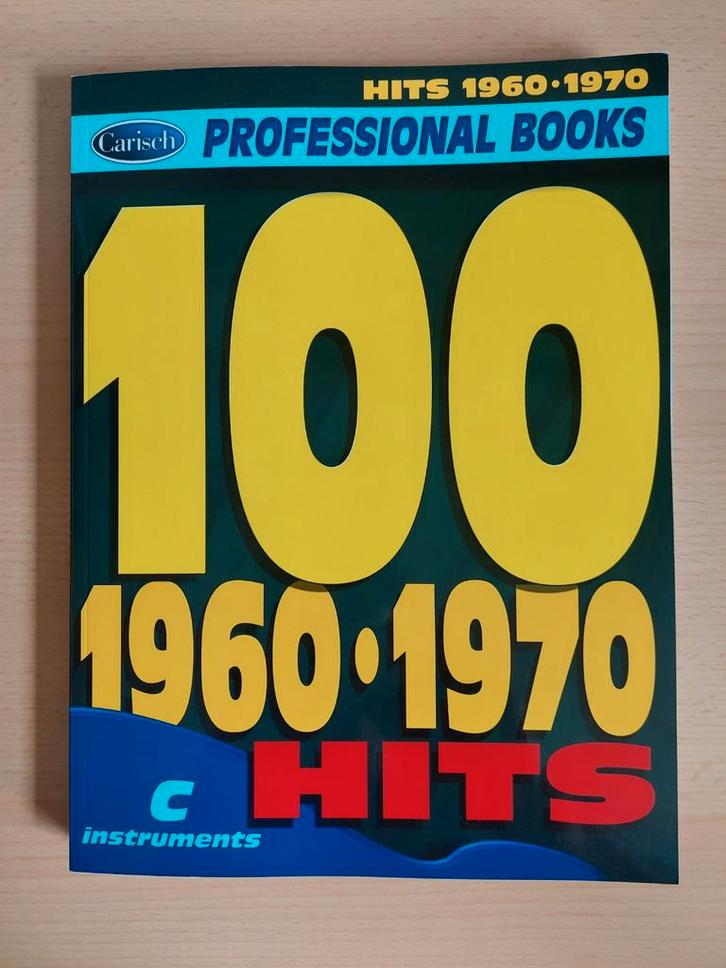 HITS 1960•1970
Carisch PROFESSIONAL BOOKS
100
1960•1970
HITS
C
instruments